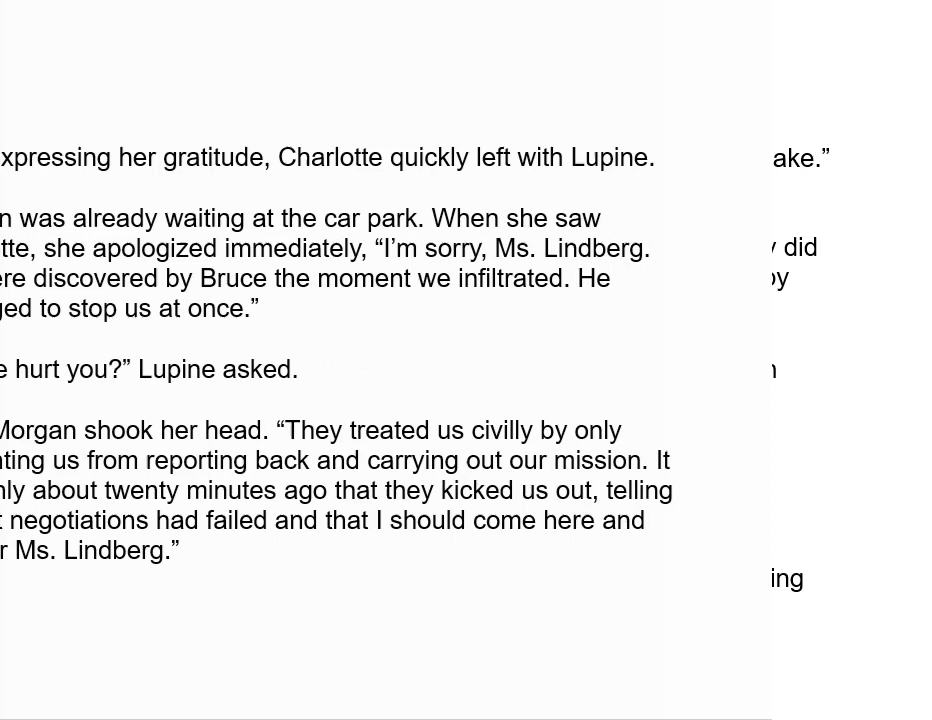 xpressing her gratitude, Charlotte quickly left with Lupine.
n was already waiting at the car park. When she saw
tte, she apologized immediately, “I’m sorry, Ms. Lindberg.
ere discovered by Bruce the moment we infiltrated. He
ged to stop us at once.”
e hurt you?” Lupine asked.
Morgan shook her head. “They treated us civilly by only
nting us from reporting back and carrying out our mission. It
nly about twenty minutes ago that they kicked us out, telling
t negotiations had failed and that I should come here and
r Ms. Lindberg.”
ake.”
y did
by
n
ing